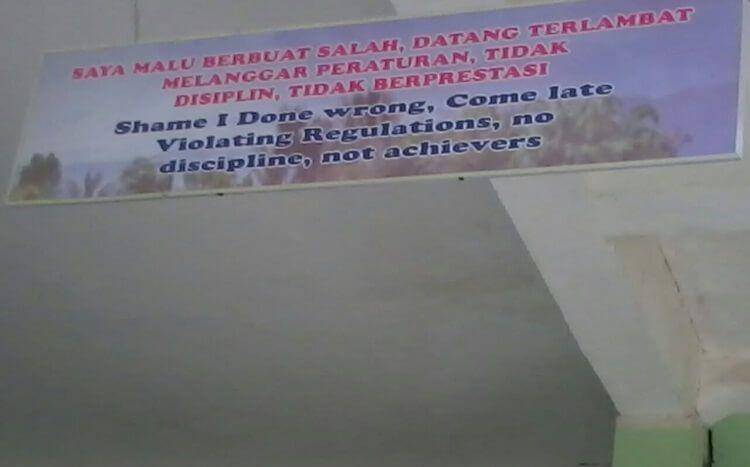 SAYA MALU BERBUAT SALAH, DATANG TERLAMBAT
MELANGGAR PERATURAN, TIDAK
DISIPLIN, TIDAK BERPRESTASI
Shame I Done wrong, Come late
Violating Regulations, no
discipline, not achievers